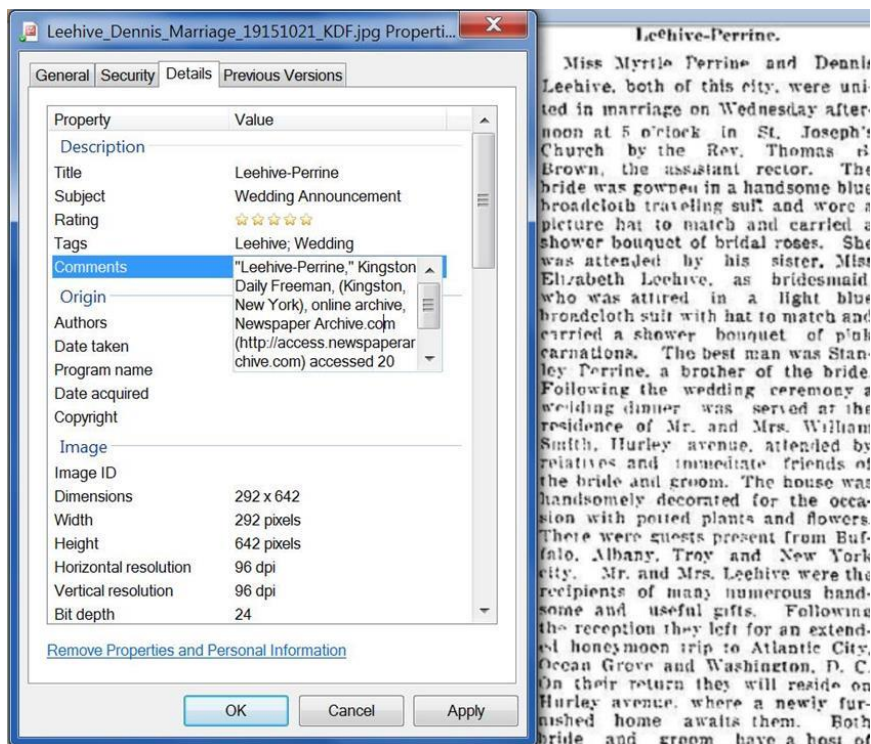 Leehive_Dennis_Marriage_19151021_KDF.jpg Properti...
General Security Details Previous Versions
Property Value
Description
Title Leehive-Perrine
Subject Wedding Announcement
Rating
Tags Leehive; Wedding
Comments "Leehive-Perrine," Kingston
Daily Freeman, (Kingston,
New York), online archive,
Newspaper Archive.com
(http://access.newspaperar
chive.com) accessed 20
Origin
Authors
Date taken
Program name
Date acquired
Copyright
Image
Image ID
Dimensions 292 x 642
Width 292 pixels
Height 642 pixels
Horizontal resolution 96 dpi
Vertical resolution 96 dpi
Bit depth 24
Remove Properties and Personal Information
OK Cancel Apply
Leehive-Perrine.
Miss Myrtle Perrine and Dennis
Leehive, both of this city, were uni-
ted in marriage on Wednesday after-
noon at 5 o'clock in St. Joseph's
Church by the Rev. Thomas
Brown, the assistant rector. The
bride was gowned in a handsome blue
broadcloth traveling suit and wore a
picture hat to match and carried a
shower bouquet of bridal roses. She
was attended by his sister, Miss
Elizabeth Leehive, as bridesmaid,
who was attired in a light blue
broadcloth suit with hat to match and
carried a shower bouquet of pink
carnations. The best man was Stan-
ley Perrine, a brother of the bride.
Following the wedding ceremony a
wedding dinner was served at the
residence of Mr. and Mrs. William
Smith, Hurley avenue, attended by
relatives and immediate friends of
the bride and groom. The house was
handsomely decorated for the occa-
sion with potted plants and flowers.
There were guests present from Buf-
falo, Albany, Troy and New York
city. Mr. and Mrs. Leehive were the
recipients of many numerous hand-
some and useful gifts. Following
the reception they left for an extend-
ed honeymoon trip to Atlantic City,
Ocean Grove and Washington, D. C.
On their return they will reside on
Hurley avenue, where a newly fur-
nished home awaits them. Both
bride and groom have a host of